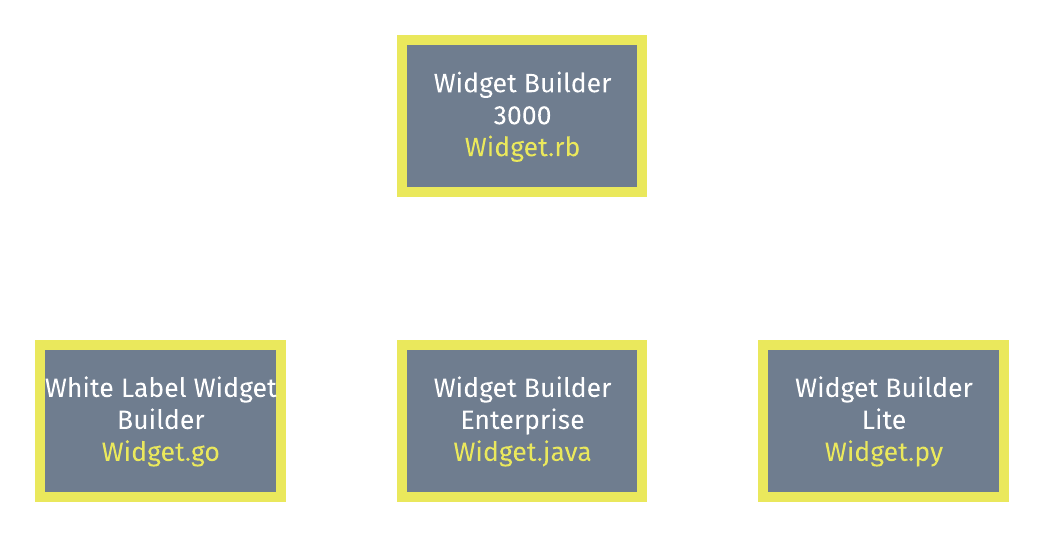 Widget Builder
3000
Widget.rb
White Label Widget
Builder
Widget.go
Widget Builder
Enterprise
Widget.java
Widget Builder
Lite
Widget.py